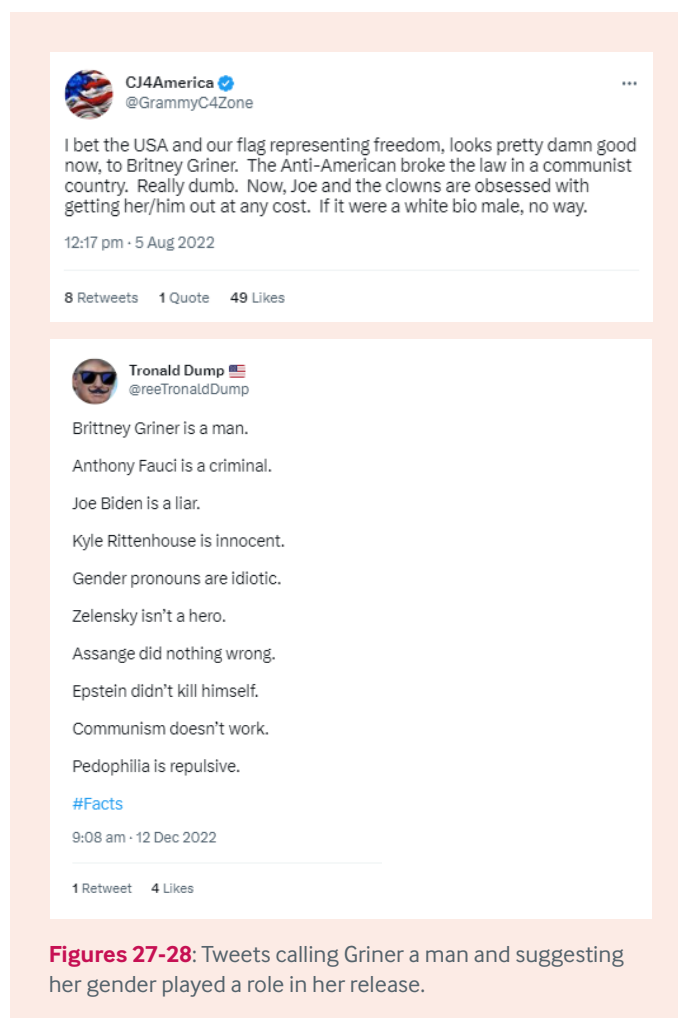 CJ4America
@GrammyC4Zone
I bet the USA and our flag representing freedom, looks pretty damn good
now, to Britney Griner.  The Anti-American broke the law in a communist
country.  Really dumb.  Now, Joe and the clowns are obsessed with
getting her/him out at any cost.  If it were a white bio male, no way.
12:17 pm · 5 Aug 2022
8 Retweets 1 Quote 49 Likes
Tronald Dump
@reeTronaldDump
Brittney Griner is a man.
Anthony Fauci is a criminal.
Joe Biden is a liar.
Kyle Rittenhouse is innocent.
Gender pronouns are idiotic.
Zelensky isn't a hero.
Assange did nothing wrong.
Epstein didn't kill himself.
Communism doesn't work.
Pedophilia is repulsive.
#Facts
9:08 am · 12 Dec 2022
1 Retweet 4 Likes
Figures 27-28: Tweets calling Griner a man and suggesting
her gender played a role in her release.